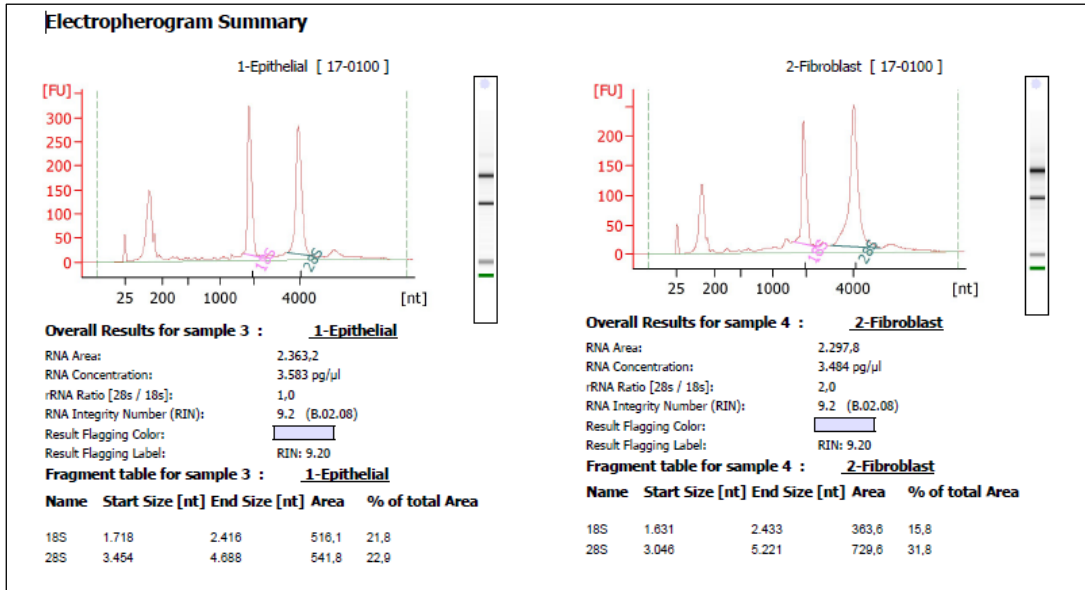 Electropherogram Summary
1-Epithelial [ 17-0100 ]
[FU]
300
250
200
150
100
50
0
18S
28S
25 200 1000 4000 [nt]
Overall Results for sample 3 : 1-Epithelial
RNA Area: 2.363,2
RNA Concentration: 3.583 pg/µl
rRNA Ratio [28s / 18s]: 1,0
RNA Integrity Number (RIN): 9.2 (B.02.08)
Result Flagging Color:
Result Flagging Label: RIN: 9.20
Fragment table for sample 3 : 1-Epithelial
Name Start Size [nt] End Size [nt] Area % of total Area
18S 1.718 2.416 516,1 21,8
28S 3.454 4.688 541,8 22,9
2-Fibroblast [ 17-0100 ]
[FU]
200
150
100
50
0
18S
28S
25 200 1000 4000 [nt]
Overall Results for sample 4 : 2-Fibroblast
RNA Area: 2.297,8
RNA Concentration: 3.484 pg/µl
rRNA Ratio [28s / 18s]: 2,0
RNA Integrity Number (RIN): 9.2 (B.02.08)
Result Flagging Color:
Result Flagging Label: RIN: 9.20
Fragment table for sample 4 : 2-Fibroblast
Name Start Size [nt] End Size [nt] Area % of total Area
18S 1.631 2.433 363,6 15,8
28S 3.046 5.221 729,6 31,8